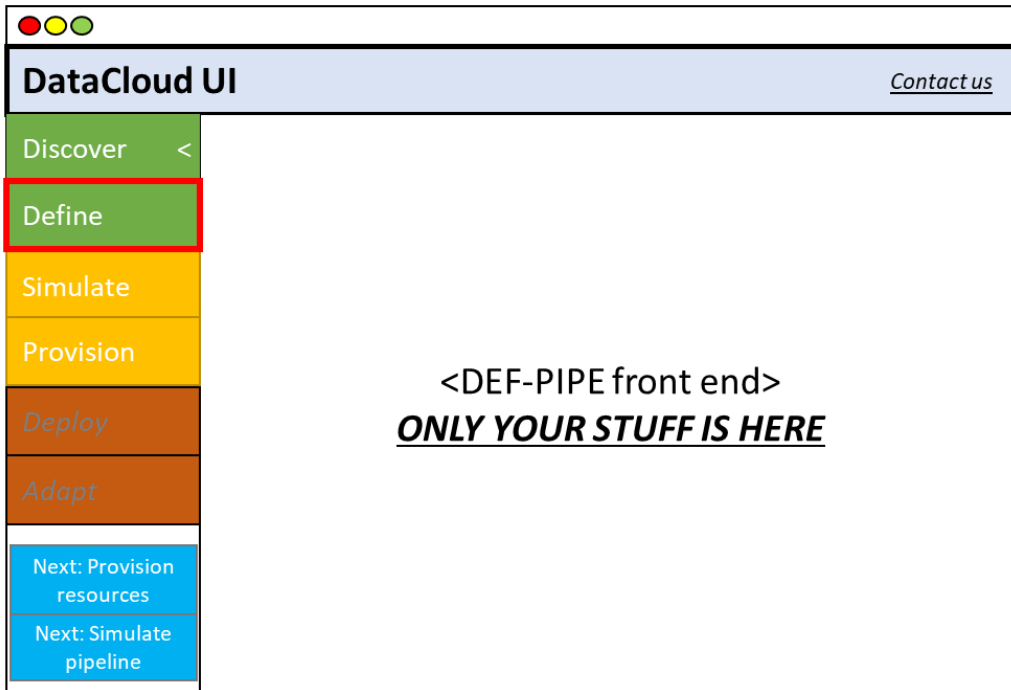 DataCloud UI
Contact us
Discover <
Define
Simulate
Provision
Deploy
Adapt
<DEF-PIPE front end>
ONLY YOUR STUFF IS HERE
Next: Provision
resources
Next: Simulate
pipeline